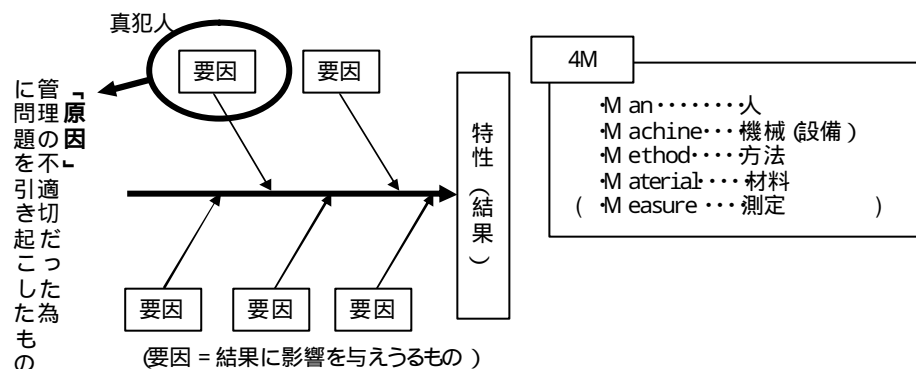 真犯人
要因
要因
「原因」
管理の不適切だった為
に問題を引き起こしたもの
特性(結果)
要因
要因
要因
(要因=結果に影響を与えうるもの)
4M
・Man・・・・・・・・人
・Machine・・・機械(設備)
・Method・・・・・方法
・Material・・・・材料
( ・Measure ・・・測定 )